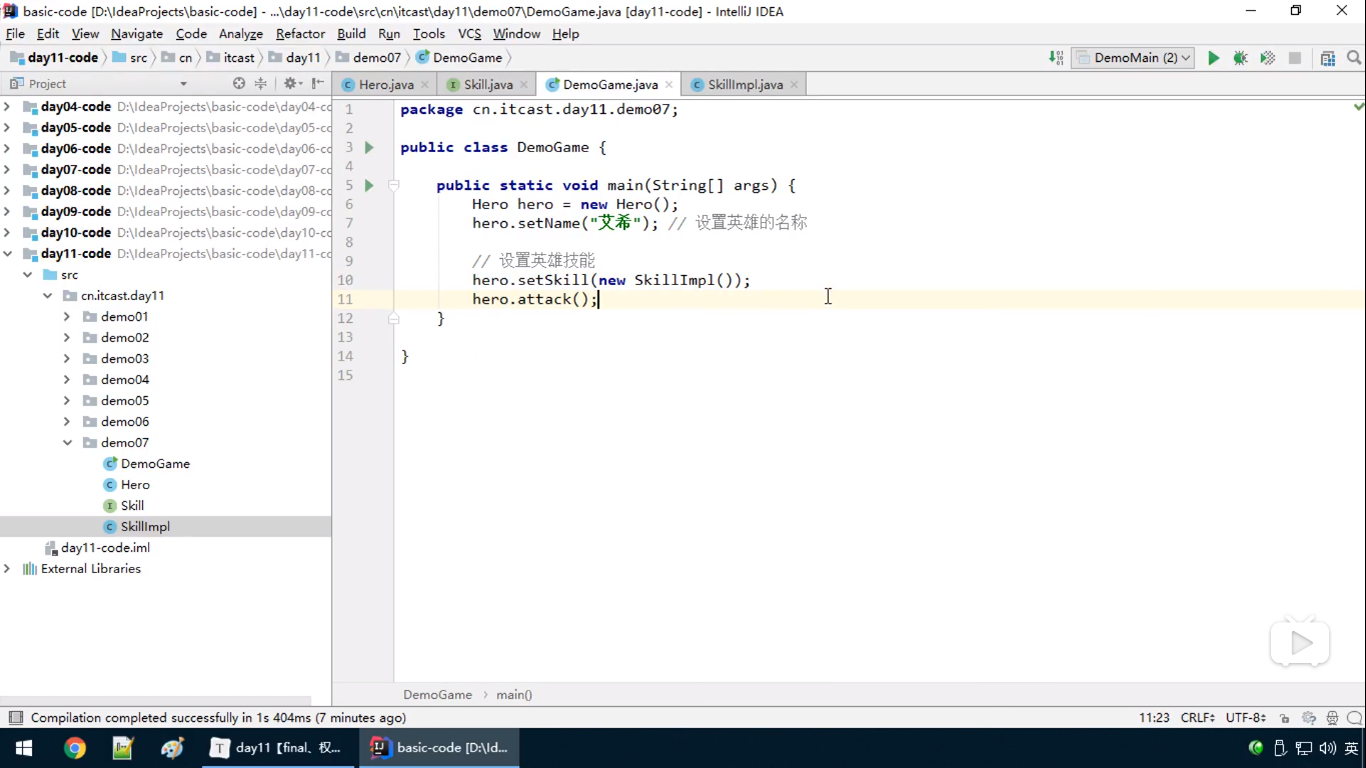 basic-code [D:\IdeaProjects\basic-code] - ...\day11-code\src\cn\itcast\day11\demo07\DemoGame.java [day11-code] - IntelliJ IDEA
File Edit View Navigate Code Analyze Refactor Build Run Tools VCS Window Help
day11-code src cn itcast day11 demo07 DemoGame DemoMain (2)
Project
Hero.java Skill.java DemoGame.java SkillImpl.java
day04-code D:\IdeaProjects\basic-code\day04-cc
day05-code D:\IdeaProjects\basic-code\day05-cc
day06-code D:\IdeaProjects\basic-code\day06-cc
day07-code D:\IdeaProjects\basic-code\day07-cc
day08-code D:\IdeaProjects\basic-code\day08-cc
day09-code D:\IdeaProjects\basic-code\day09-cc
day10-code D:\IdeaProjects\basic-code\day10-cc
day11-code D:\IdeaProjects\basic-code\day11-cc
src
cn.itcast.day11
demo01
demo02
demo03
demo04
demo05
demo06
demo07
DemoGame
Hero
Skill
SkillImpl
day11-code.iml
External Libraries
1 package cn.itcast.day11.demo07;
2
3 public class DemoGame {
4
5 public static void main(String[] args) {
6 Hero hero = new Hero();
7 hero.setName("艾希"); // 设置英雄的名称
8
9 // 设置英雄技能
10 hero.setSkill(new SkillImpl());
11 hero.attack();
12 }
13
14 }
15
DemoGame main()
Compilation completed successfully in 1s 404ms (7 minutes ago) 11:23 CRLF UTF-8
day11【final、权... basic-code [D:\Id... 英